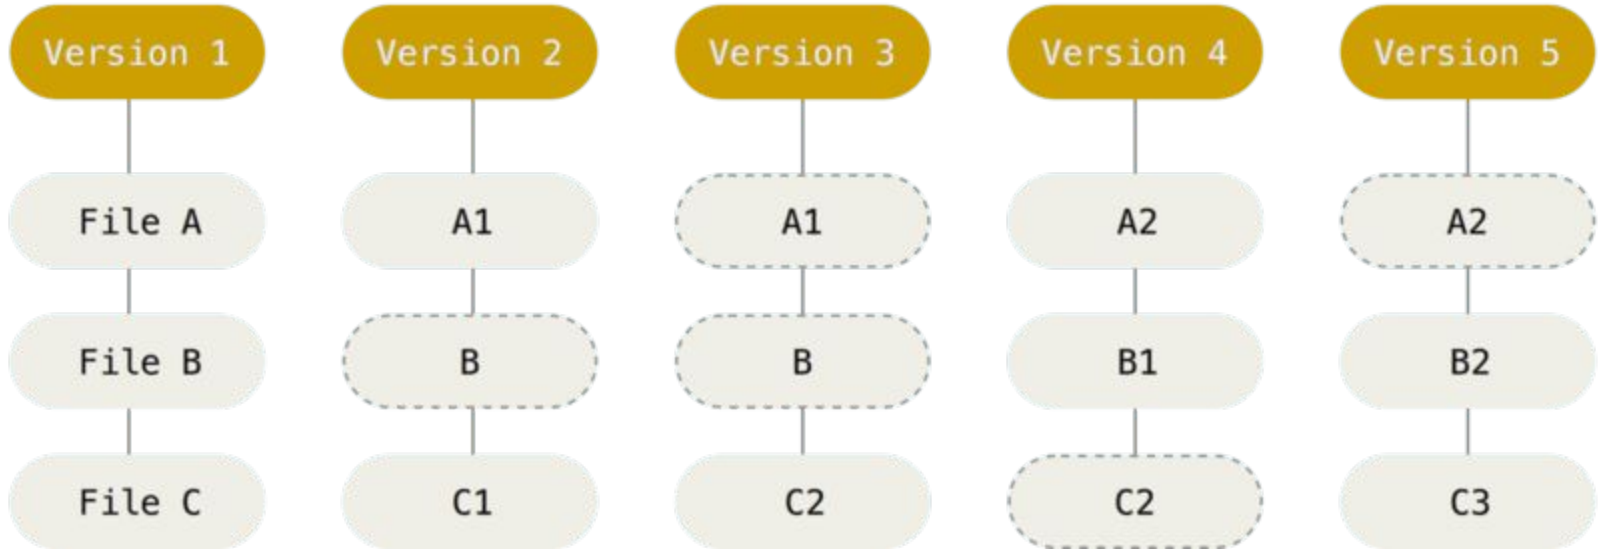 Version 1 Version 2 Version 3 Version 4 Version 5
File A A1 A1 A2 A2
File B B B B1 B2
File C C1 C2 C2 C3